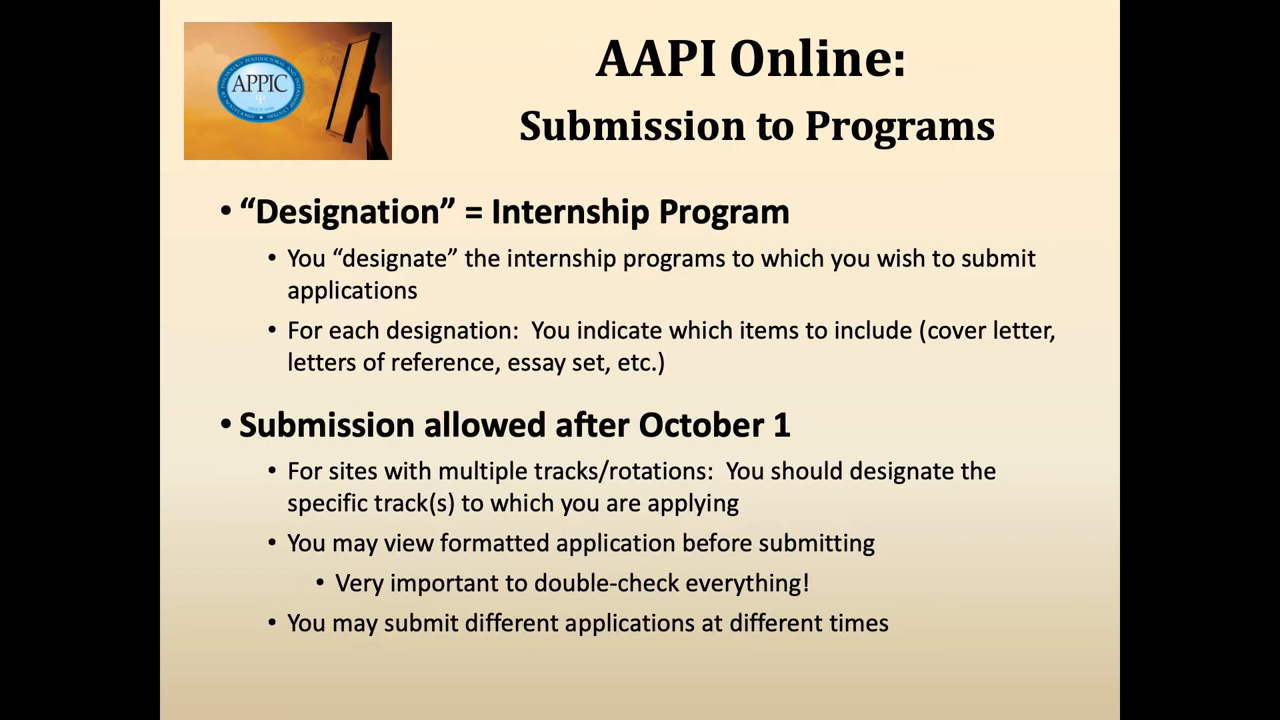 APPIC
AAPI Online:
Submission to Programs
• “Designation” = Internship Program
• You “designate” the internship programs to which you wish to submit
applications
• For each designation:  You indicate which items to include (cover letter,
letters of reference, essay set, etc.)
• Submission allowed after October 1
• For sites with multiple tracks/rotations:  You should designate the
specific track(s) to which you are applying
• You may view formatted application before submitting
• Very important to double-check everything!
• You may submit different applications at different times